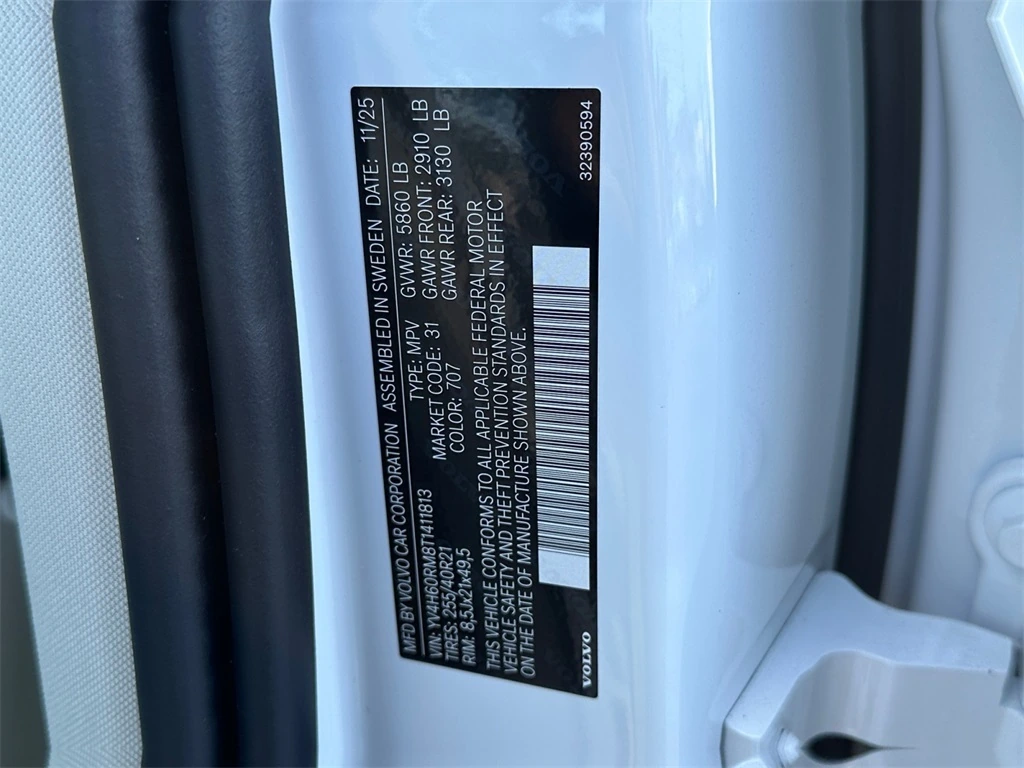 MFD BY VOLVO CAR CORPORATION ASSEMBLED IN SWEDEN DATE: 11/25
VIN: YV4H60RM8T1411813 TYPE: MPV GVWR: 5860 LB
TIRES: 255/40R21 MARKET CODE: 31 GAWR FRONT: 2910 LB
RIM: 8,5Jx21x49,5 COLOR: 707 GAWR REAR: 3130 LB
THIS VEHICLE CONFORMS TO ALL APPLICABLE FEDERAL MOTOR
VEHICLE SAFETY AND THEFT PREVENTION STANDARDS IN EFFECT
ON THE DATE OF MANUFACTURE SHOWN ABOVE.
VOLVO 32390594